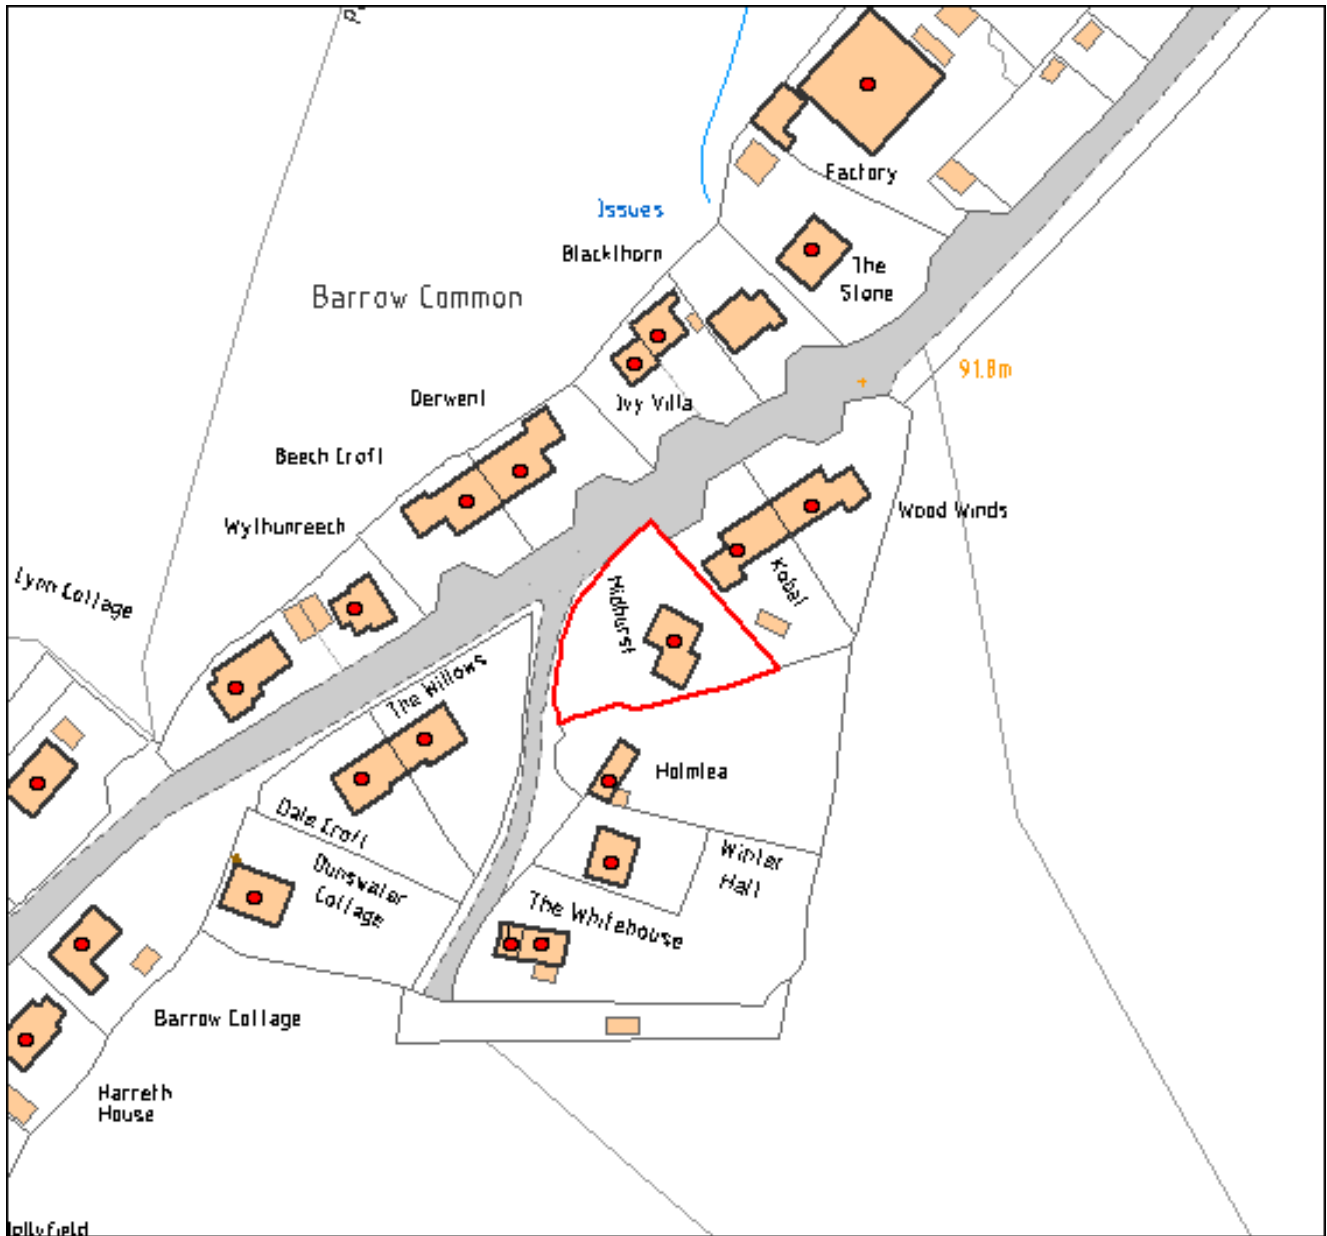 Factory
Issues
Blackthorn
The
Stone
Barrow Common
91.8m
Derwent
Ivy Villa
Beech Croft
Wood Winds
Wythunreech
Kobal
Lynn Cottage
Midhurst
The Willows
Holmlea
Dale Croft
Winter
Hall
Dunswater
Cottage
The Whitehouse
Barrow Cottage
Harreth
House